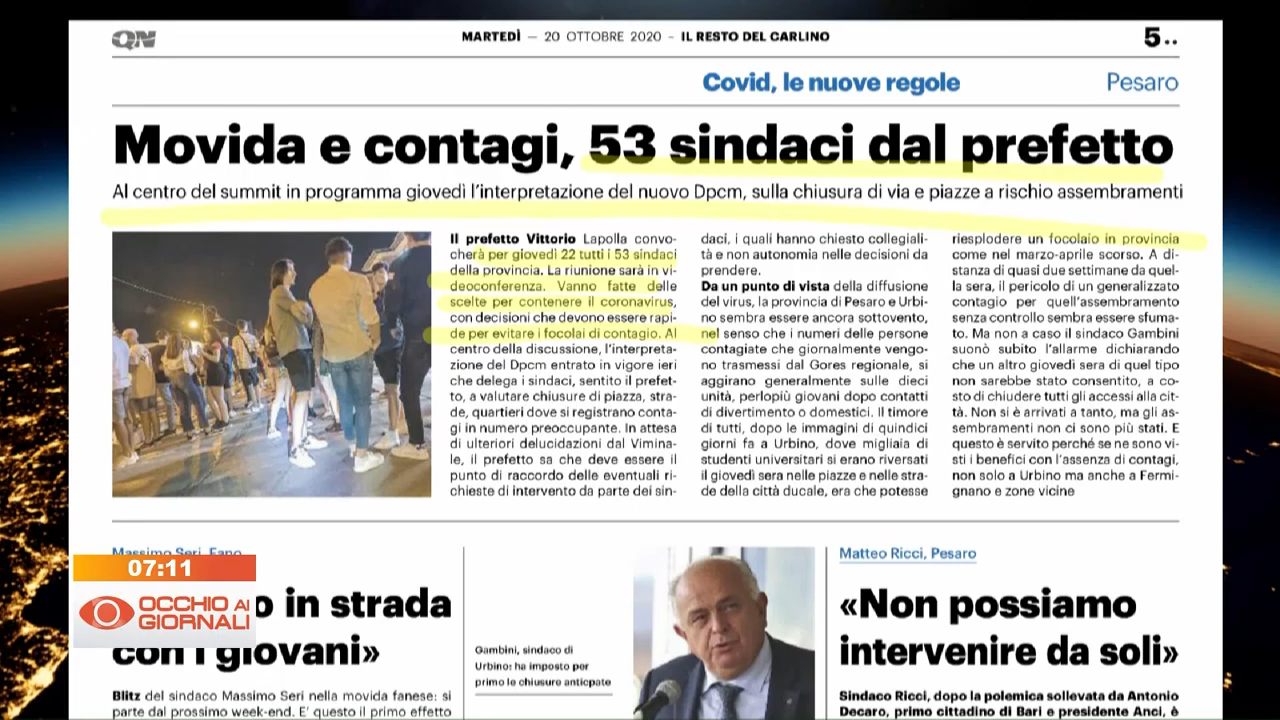 QN
MARTEDÌ — 20 OTTOBRE 2020 – IL RESTO DEL CARLINO
5..
Covid, le nuove regole
Pesaro
Movida e contagi, 53 sindaci dal prefetto
Al centro del summit in programma giovedì l'interpretazione del nuovo Dpcm, sulla chiusura di via e piazze a rischio assembramenti
Il prefetto Vittorio Lapolla convo-
cherà per giovedì 22 tutti i 53 sindaci
della provincia. La riunione sarà in vi-
deoconferenza. Vanno fatte delle
scelte per contenere il coronavirus,
con decisioni che devono essere rapi-
de per evitare i focolai di contagio. Al
centro della discussione, l'interpreta-
zione del Dpcm entrato in vigore ieri
che delega i sindaci, sentito il prefet-
to, a valutare chiusure di piazza, stra-
de, quartieri dove si registrano conta-
gi in numero preoccupante. In attesa
di ulteriori delucidazioni dal Vimina-
le, il prefetto sa che deve essere il
punto di raccordo delle eventuali ri-
chieste di intervento da parte dei sin-
daci, i quali hanno chiesto collegiali-
tà e non autonomia nelle decisioni da
prendere.
Da un punto di vista della diffusione
del virus, la provincia di Pesaro e Urbi-
no sembra essere ancora sottovento,
nel senso che i numeri delle persone
contagiate che giornalmente vengo-
no trasmessi dal Gores regionale, si
aggirano generalmente sulle dieci
unità, perlopiù giovani dopo contatti
di divertimento o domestici. Il timore
di tutti, dopo le immagini di quindici
giorni fa a Urbino, dove migliaia di
studenti universitari si erano riversati
il giovedì sera nelle piazze e nelle stra-
de della città ducale, era che potesse
riesplodere un focolaio in provincia
come nel marzo-aprile scorso. A di-
stanza di quasi due settimane da quel-
la sera, il pericolo di un generalizzato
contagio per quell'assembramento
senza controllo sembra essere sfuma-
to. Ma non a caso il sindaco Gambini
suonò subito l'allarme dichiarando
che un altro giovedì sera di quel tipo
non sarebbe stato consentito, a co-
sto di chiudere tutti gli accessi alla cit-
tà. Non si è arrivati a tanto, ma gli as-
sembramenti non ci sono più stati. E
questo è servito perché se ne sono vi-
sti i benefici con l'assenza di contagi,
non solo a Urbino ma anche a Fermi-
gnano e zone vicine
Massimo Seri, Fano
o in strada
con i giovani»
Blitz del sindaco Massimo Seri nella movida fanese: si
parte dal prossimo week-end. E' questo il primo effetto
07:11
OCCHIO AI
GIORNALI
Gambini, sindaco di
Urbino: ha imposto per
primo le chiusure anticpate
Matteo Ricci, Pesaro
«Non possiamo
intervenire da soli»
Sindaco Ricci, dopo la polemica sollevata da Antonio
Decaro, primo cittadino di Bari e presidente Anci, è